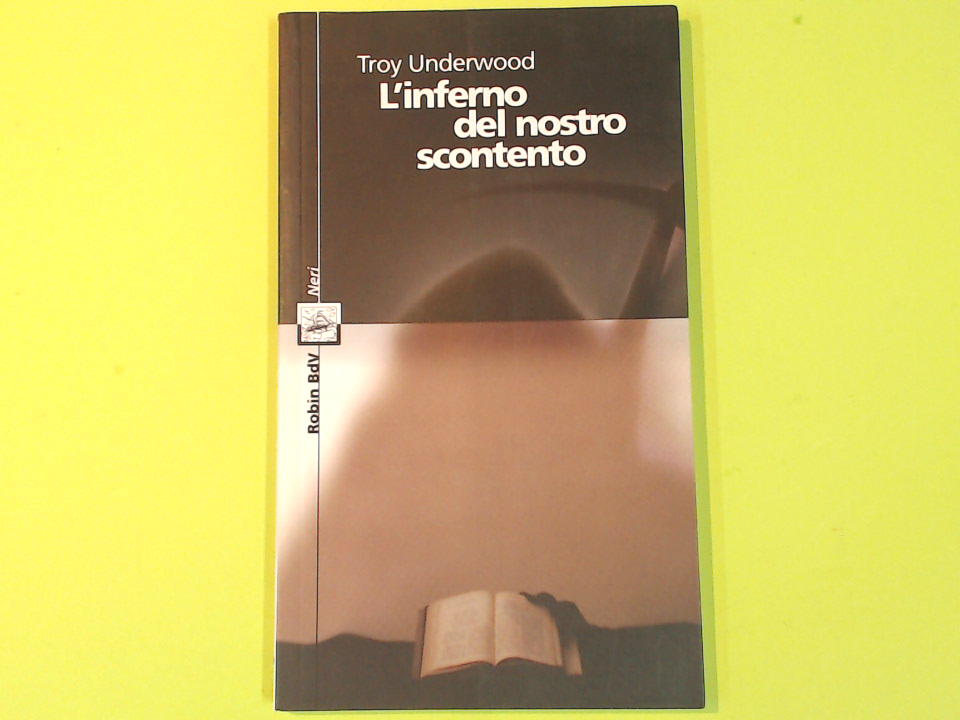 Troy Underwood
L'inferno
del nostro
scontento
Neri
Robin BdV